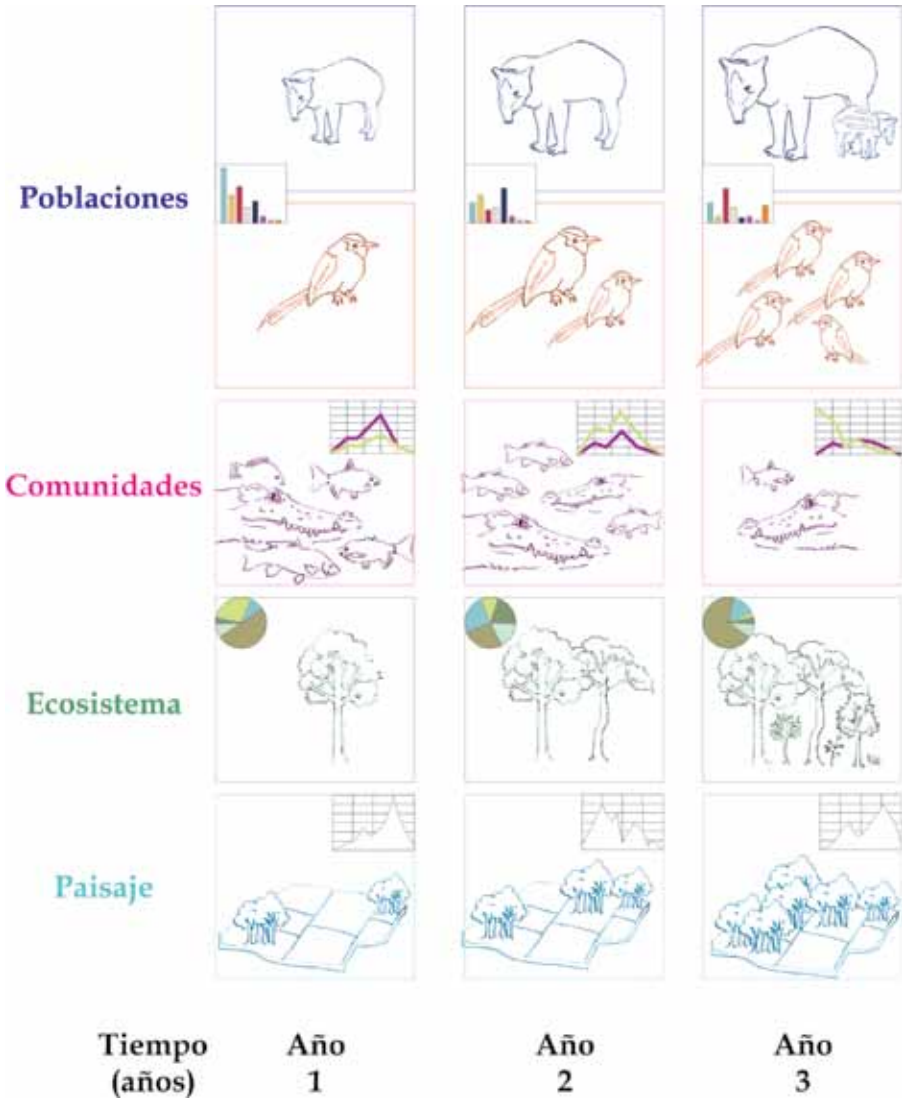 Poblaciones
Comunidades
Ecosistema
Paisaje
Tiempo Año Año Año
(años) 1 2 3